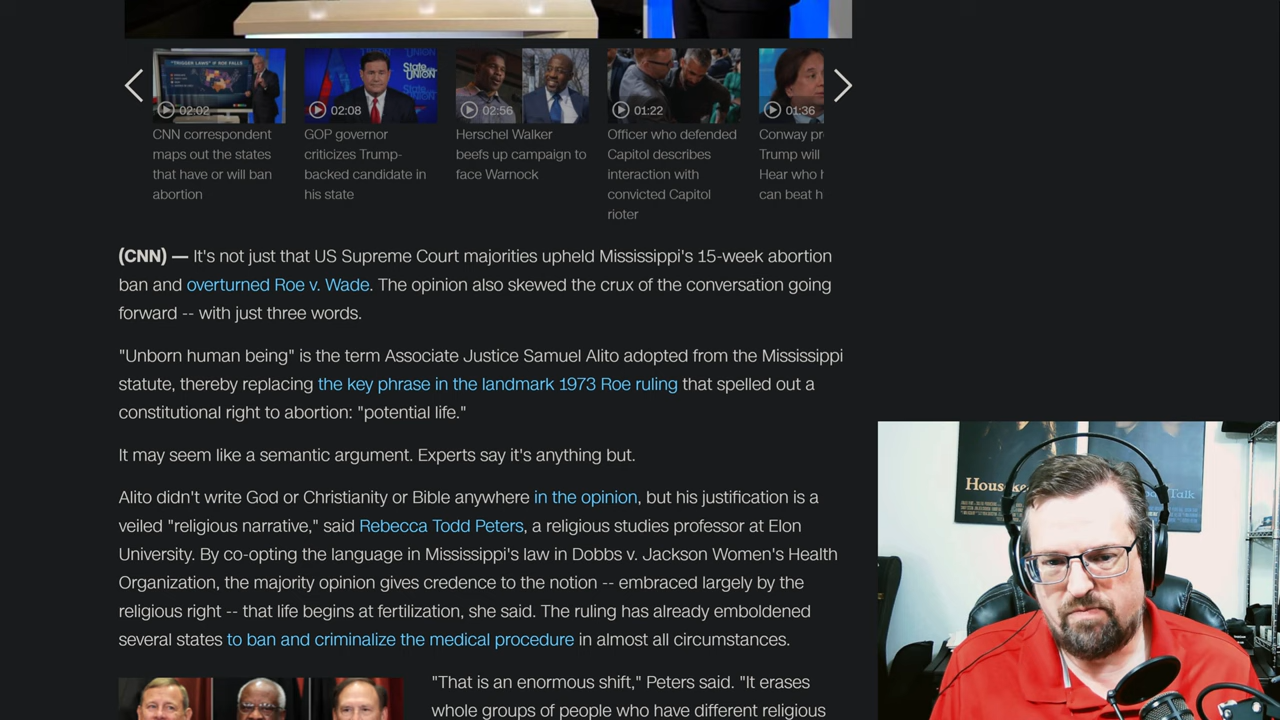 "TRIGGER LAWS" IF ROE FALLS
State of the
UNION
02:02
02:08
02:56
01:22
01:36
CNN correspondent
maps out the states
that have or will ban
abortion
GOP governor
criticizes Trump-
backed candidate in
his state
Herschel Walker
beefs up campaign to
face Warnock
Officer who defended
Capitol describes
interaction with
convicted Capitol
rioter
Conway pr
Trump will
Hear who h
can beat h
(CNN) — It's not just that US Supreme Court majorities upheld Mississippi's 15-week abortion
ban and overturned Roe v. Wade. The opinion also skewed the crux of the conversation going
forward -- with just three words.
"Unborn human being" is the term Associate Justice Samuel Alito adopted from the Mississippi
statute, thereby replacing the key phrase in the landmark 1973 Roe ruling that spelled out a
constitutional right to abortion: "potential life."
It may seem like a semantic argument. Experts say it's anything but.
Alito didn't write God or Christianity or Bible anywhere in the opinion, but his justification is a
veiled "religious narrative," said Rebecca Todd Peters, a religious studies professor at Elon
University. By co-opting the language in Mississippi's law in Dobbs v. Jackson Women's Health
Organization, the majority opinion gives credence to the notion -- embraced largely by the
religious right -- that life begins at fertilization, she said. The ruling has already emboldened
several states to ban and criminalize the medical procedure in almost all circumstances.
"That is an enormous shift," Peters said. "It erases
whole groups of people who have different religious
House
Talk